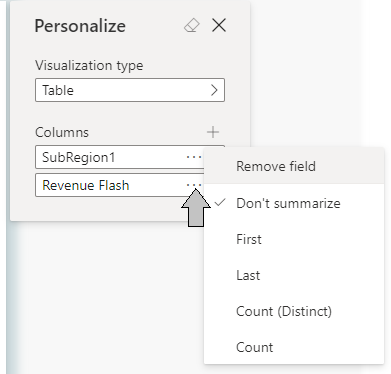 Personalize
Visualization type
Table
Columns
SubRegion1
Revenue Flash
Remove field
Don't summarize
First
Last
Count (Distinct)
Count